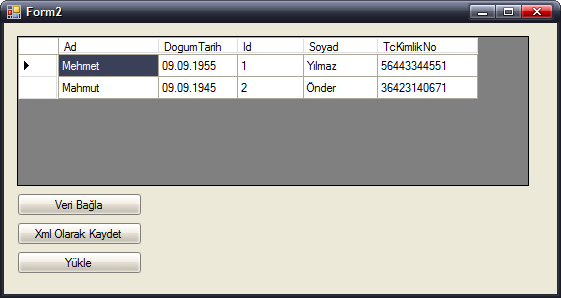 Form2
Ad DogumTarih Id Soyad TcKimlikNo
Mehmet 09.09.1955 1 Yılmaz 56443344551
Mahmut 09.09.1945 2 Önder 36423140671
Veri Bağla
Xml Olarak Kaydet
Yükle